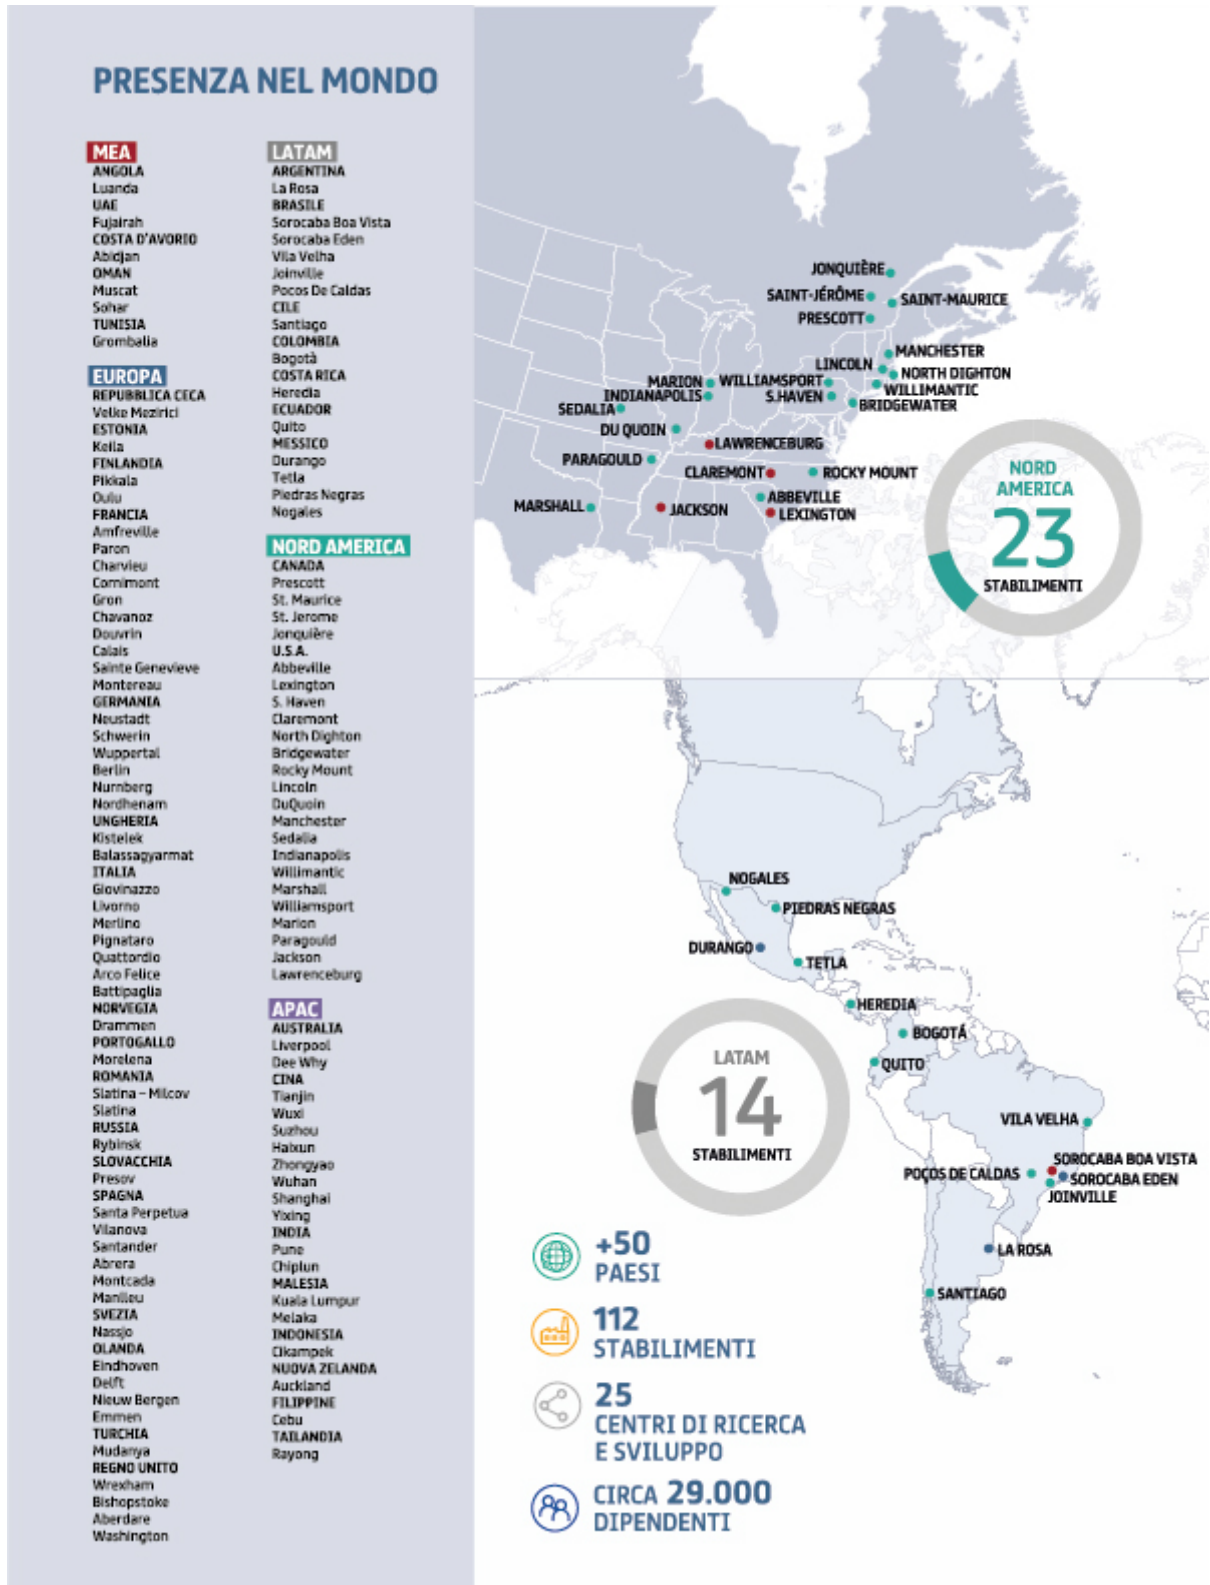 PRESENZA NEL MONDO
MEA
ANGOLA
Luanda
UAE
Fujairah
COSTA D'AVORIO
Abidjan
OMAN
Muscat
Sohar
TUNISIA
Grombalia
EUROPA
REPUBBLICA CECA
Velke Mezirici
ESTONIA
Keila
FINLANDIA
Pikkala
Oulu
FRANCIA
Amfreville
Paron
Charvieu
Cornimont
Gron
Chavanoz
Douvrin
Calais
Sainte Genevieve
Montereau
GERMANIA
Neustadt
Schwerin
Wuppertal
Berlin
Nurnberg
Nordhenam
UNGHERIA
Kistelek
Balassagyarmat
ITALIA
Giovinazzo
Livorno
Merlino
Pignataro
Quattordio
Arco Felice
Battipaglia
NORVEGIA
Drammen
PORTOGALLO
Morelena
ROMANIA
Slatina – Milcov
Slatina
RUSSIA
Rybinsk
SLOVACCHIA
Presov
SPAGNA
Santa Perpetua
Vilanova
Santander
Abrera
Montcada
Manlleu
SVEZIA
Nassjo
OLANDA
Eindhoven
Delft
Nieuw Bergen
Emmen
TURCHIA
Mudanya
REGNO UNITO
Wrexham
Bishopstoke
Aberdare
Washington
LATAM
ARGENTINA
La Rosa
BRASILE
Sorocaba Boa Vista
Sorocaba Eden
Vila Velha
Joinville
Pocos De Caldas
CILE
Santiago
COLOMBIA
Bogotà
COSTA RICA
Heredia
ECUADOR
Quito
MESSICO
Durango
Tetla
Piedras Negras
Nogales
NORD AMERICA
CANADA
Prescott
St. Maurice
St. Jerome
Jonquière
U.S.A.
Abbeville
Lexington
S. Haven
Claremont
North Dighton
Bridgewater
Rocky Mount
Lincoln
DuQuoin
Manchester
Sedalia
Indianapolis
Willimantic
Marshall
Williamsport
Marion
Paragould
Jackson
Lawrenceburg
APAC
AUSTRALIA
Liverpool
Dee Why
CINA
Tianjin
Wuxi
Suzhou
Haixun
Zhongyao
Wuhan
Shanghai
Yixing
INDIA
Pune
Chiplun
MALESIA
Kuala Lumpur
Melaka
INDONESIA
Cikampek
NUOVA ZELANDA
Auckland
FILIPPINE
Cebu
TAILANDIA
Rayong
JONQUIÈRE
SAINT-JÉRÔME
SAINT-MAURICE
PRESCOTT
MANCHESTER
LINCOLN
NORTH DIGHTON
MARION
WILLIAMSPORT
WILLIMANTIC
INDIANAPOLIS
S.HAVEN
BRIDGEWATER
SEDALIA
DU QUOIN
LAWRENCEBURG
PARAGOULD
CLAREMONT
ROCKY MOUNT
ABBEVILLE
MARSHALL
JACKSON
LEXINGTON
NORD
AMERICA
23
STABILIMENTI
NOGALES
PIEDRAS NEGRAS
DURANGO
TETLA
HEREDIA
BOGOTÁ
QUITO
VILA VELHA
SOROCABA BOA VISTA
POÇOS DE CALDAS
SOROCABA EDEN
JOINVILLE
LA ROSA
SANTIAGO
LATAM
14
STABILIMENTI
+50
PAESI
112
STABILIMENTI
25
CENTRI DI RICERCA
E SVILUPPO
CIRCA 29.000
DIPENDENTI